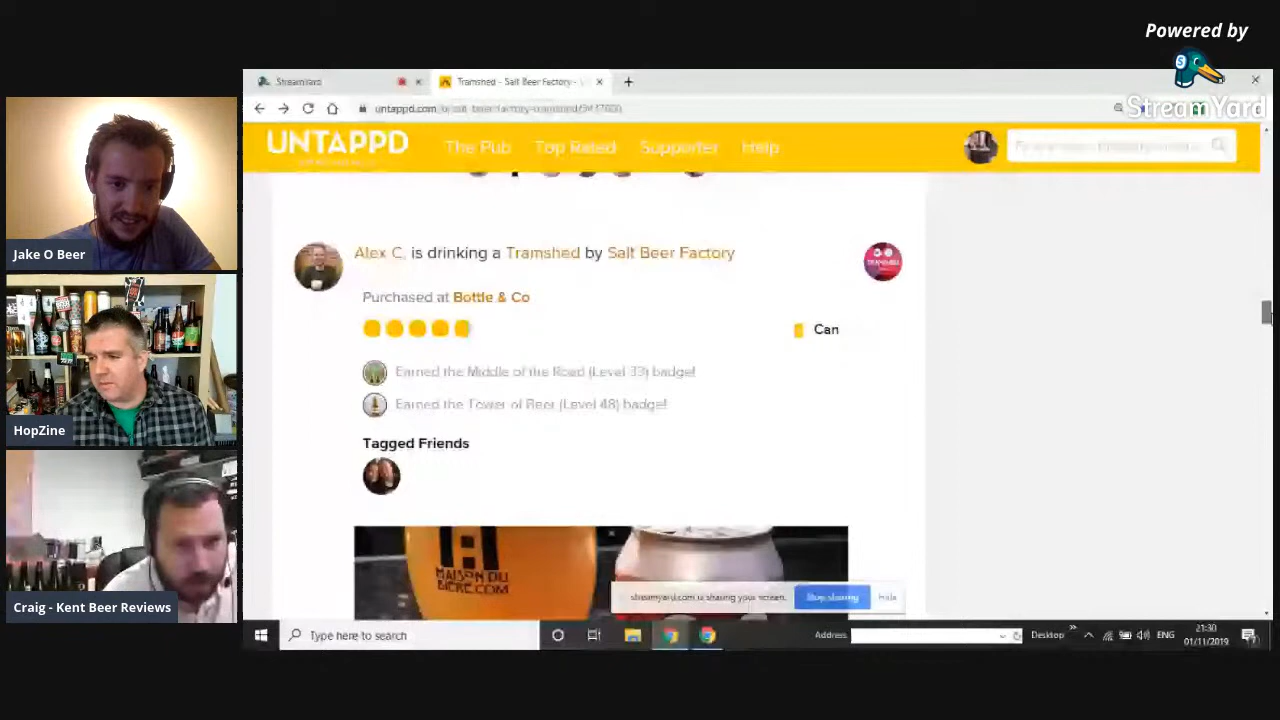 Powered by
StreamYard
StreamYard
Tramshed - Salt Beer Factory -
UNTAPPD
The Pub
Top Rated
Supporter
Help
Alex C. is drinking a Tramshed by Salt Beer Factory
Purchased at Bottle & Co
Can
Earned the Middle of the Road (Level 33) badge!
Earned the Tower of Beer (Level 48) badge!
Tagged Friends
MAISON DU
BIERE.COM
streamyard.com is sharing your screen.
Stop sharing
Hide
Type here to search
Address
Desktop
ENG
21:30
01/11/2019
Jake O Beer
HopZine
Craig - Kent Beer Reviews